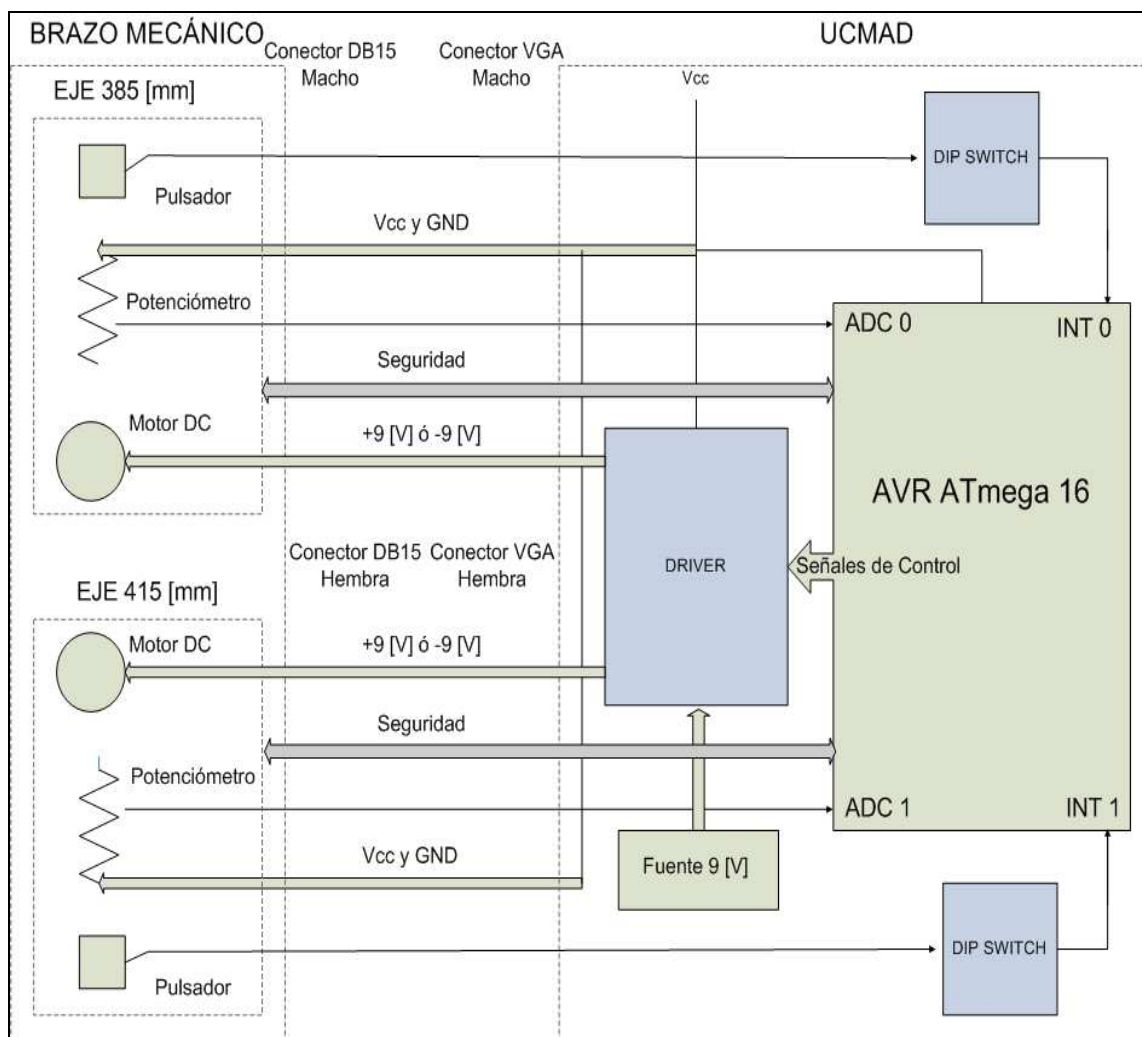 BRAZO MECÁNICO
Conector DB15
Macho
Conector VGA
Macho
UCMAD
EJE 385 [mm]
Vcc
Pulsador
DIP SWITCH
Vcc y GND
Potenciómetro
ADC 0
INT 0
Seguridad
Motor DC
+9 [V] ó -9 [V]
AVR ATmega 16
Conector DB15
Hembra
Conector VGA
Hembra
DRIVER
Señales de Control
EJE 415 [mm]
Motor DC
+9 [V] ó -9 [V]
Seguridad
Potenciómetro
ADC 1
INT 1
Vcc y GND
Fuente 9 [V]
DIP SWITCH
Pulsador